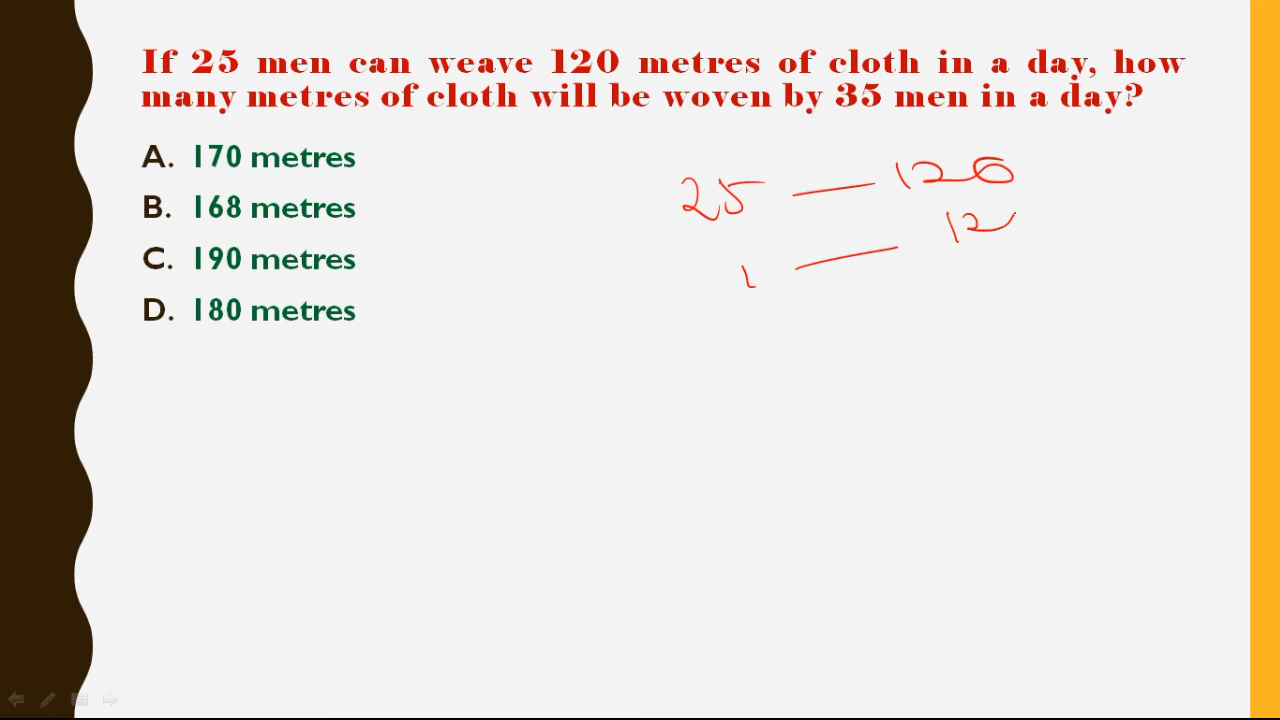 If 25 men can weave 120 metres of cloth in a day, how
many metres of cloth will be woven by 35 men in a day?
A. 170 metres
B. 168 metres
C. 190 metres
D. 180 metres
25 — 120
1 — 12